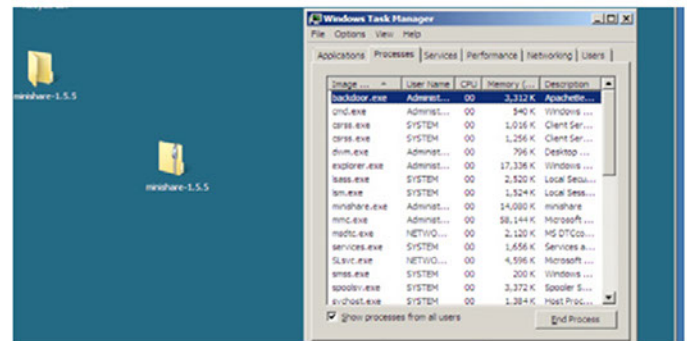 Windows Task Manager
File Options View Help
Applications Processes Services Performance Networking Users
Image ... User Name CPU Memory (... Description
backdoor.exe Administ... 00 3,312 K ApacheBe...
cmd.exe Administ... 00 540 K Windows ...
csrss.exe SYSTEM 00 1,016 K Client Ser...
csrss.exe SYSTEM 00 1,256 K Client Ser...
dwm.exe Administ... 00 796 K Desktop ...
explorer.exe Administ... 00 17,336 K Windows ...
lsass.exe SYSTEM 00 2,520 K Local Secu...
lsm.exe SYSTEM 00 1,524 K Local Sess...
minishare.exe Administ... 00 14,080 K minishare
mmc.exe Administ... 00 58,144 K Microsoft ...
msdtc.exe NETWO... 00 2,120 K MS DTCco...
services.exe SYSTEM 00 1,656 K Services a...
SLsvc.exe NETWO... 00 4,596 K Microsoft ...
smss.exe SYSTEM 00 200 K Windows ...
spoolsv.exe SYSTEM 00 3,372 K Spooler S...
svchost.exe SYSTEM 00 1,384 K Host Proc...
Show processes from all users
End Process
minishare-1.5.5
minishare-1.5.5